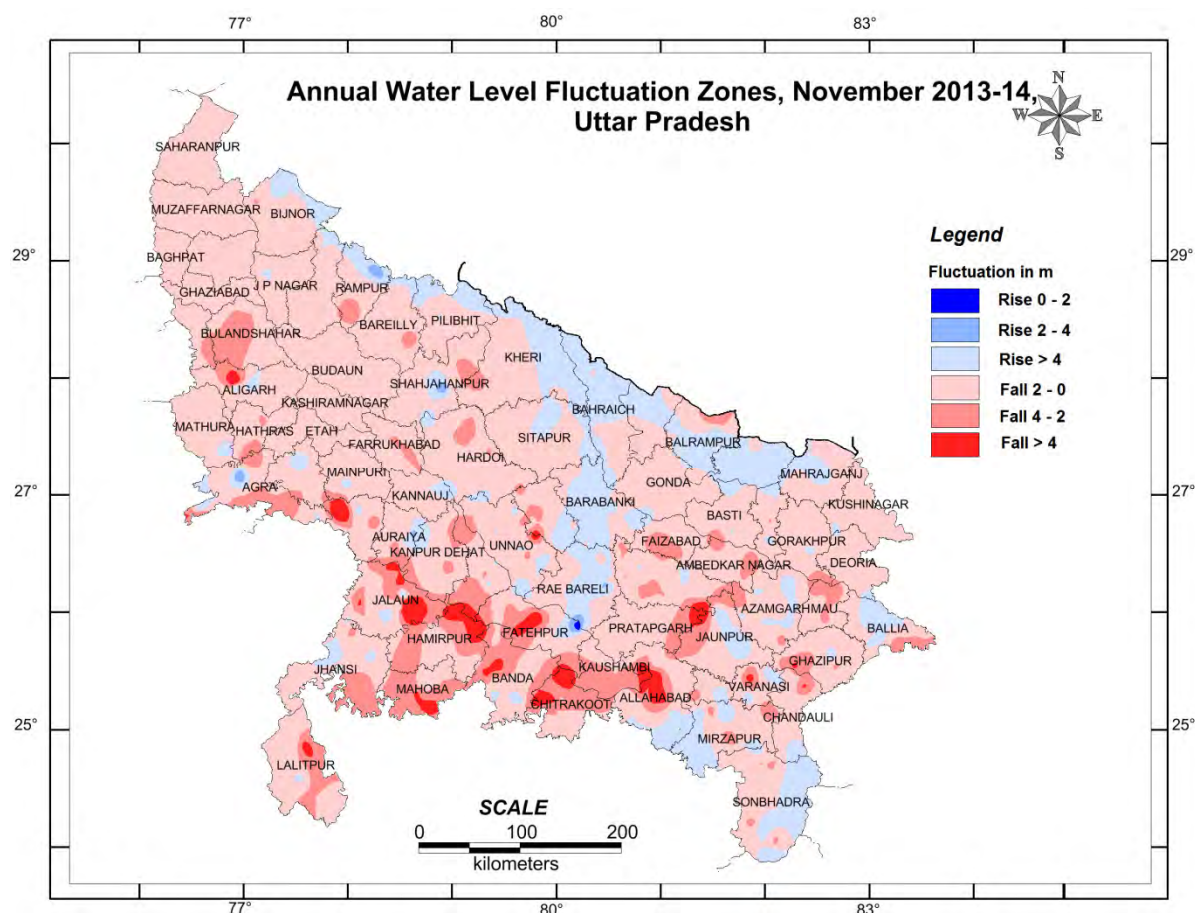 77°
80°
83°
Annual Water Level Fluctuation Zones, November 2013-14,
Uttar Pradesh
N
W E
S
SAHARANPUR
MUZAFFARNAGAR
BIJNOR
29°
29°
BAGHPAT
GHAZIABAD
J P NAGAR
RAMPUR
BULANDSHAHAR
BAREILLY
PILIBHIT
KHERI
BUDAUN
ALIGARH
SHAHJAHANPUR
KASHIRAMNAGAR
BAHRAICH
MATHURA
HATHRAS
ETAH
FARRUKHABAD
SITAPUR
BALRAMPUR
HARDOI
MAINPURI
MAHRAJGANJ
AGRA
GONDA
27°
27°
KANNAUJ
BARABANKI
KUSHINAGAR
BASTI
AURAIYA
UNNAO
FAIZABAD
GORAKHPUR
KANPUR DEHAT
AMBEDKAR NAGAR
DEORIA
RAE BARELI
JALAUN
AZAMGARH
MAU
HAMIRPUR
FATEHPUR
PRATAPGARH
JAUNPUR
BALLIA
JHANSI
KAUSHAMBI
GHAZIPUR
MAHOBA
BANDA
CHITRAKOOT
ALLAHABAD
VARANASI
CHANDAULI
25°
25°
MIRZAPUR
LALITPUR
SONBHADRA
Legend
Fluctuation in m
Rise 0 - 2
Rise 2 - 4
Rise > 4
Fall 2 - 0
Fall 4 - 2
Fall > 4
SCALE
0 100 200
kilometers
77°
80°
83°